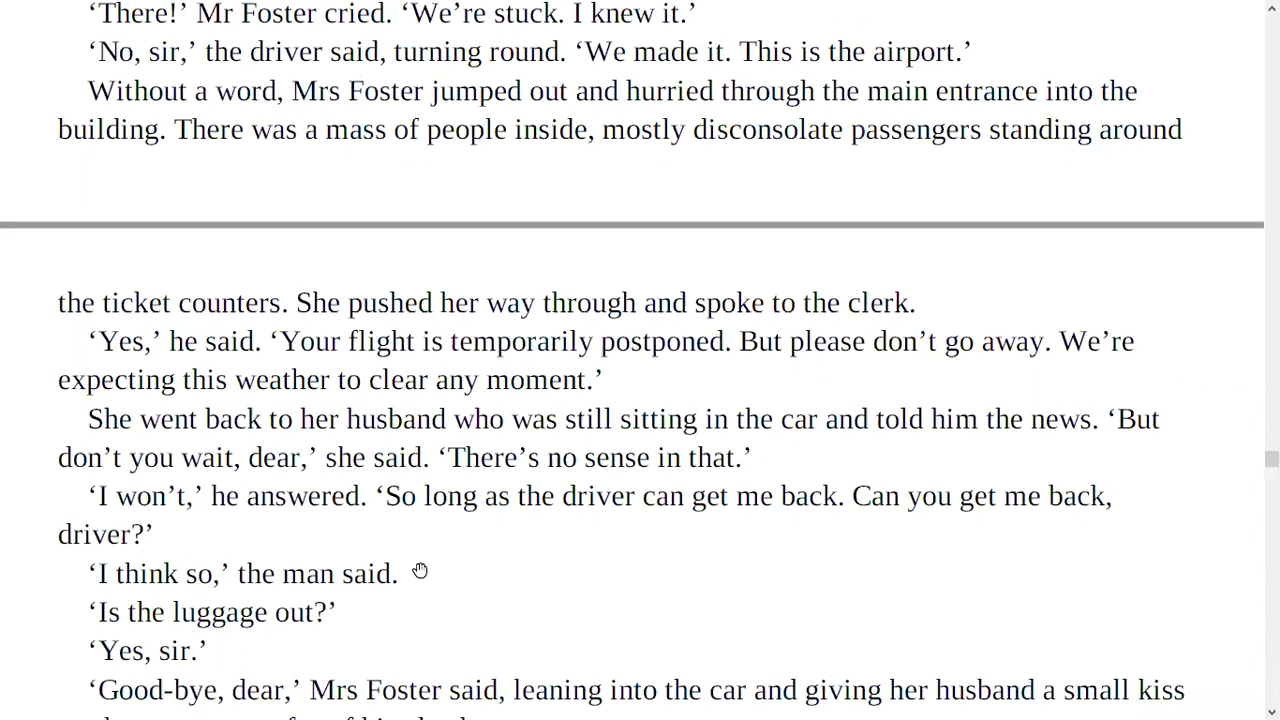 ‘There!’ Mr Foster cried. ‘We’re stuck. I knew it.’
‘No, sir,’ the driver said, turning round. ‘We made it. This is the airport.’
Without a word, Mrs Foster jumped out and hurried through the main entrance into the
building. There was a mass of people inside, mostly disconsolate passengers standing around
the ticket counters. She pushed her way through and spoke to the clerk.
‘Yes,’ he said. ‘Your flight is temporarily postponed. But please don’t go away. We’re
expecting this weather to clear any moment.’
She went back to her husband who was still sitting in the car and told him the news. ‘But
don’t you wait, dear,’ she said. ‘There’s no sense in that.’
‘I won’t,’ he answered. ‘So long as the driver can get me back. Can you get me back,
driver?’
‘I think so,’ the man said.
‘Is the luggage out?’
‘Yes, sir.’
‘Good-bye, dear,’ Mrs Foster said, leaning into the car and giving her husband a small kiss